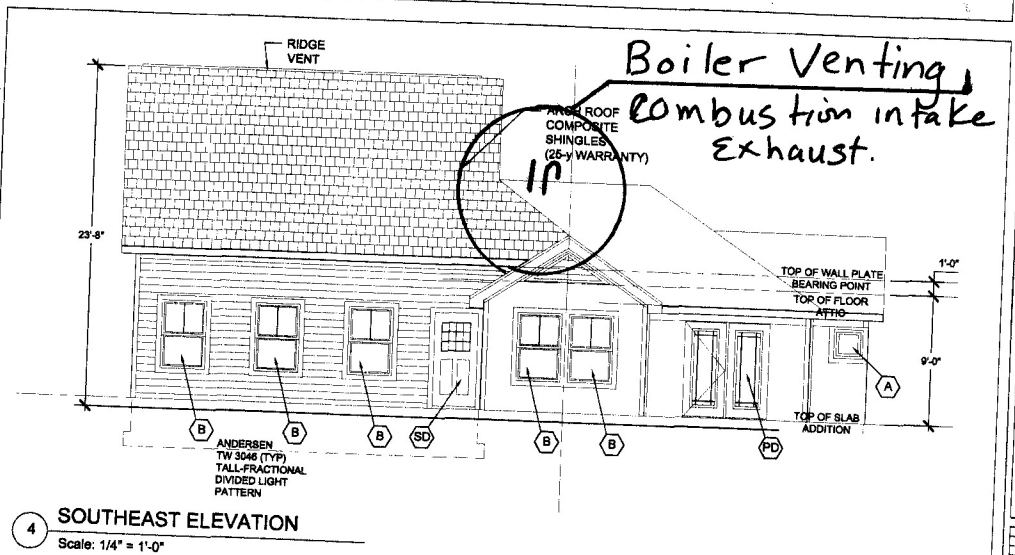 RIDGE
VENT
Boiler Venting
Combustion intake
Exhaust.
ROOF
COMPOSITE
SHINGLES
(25-y WARRANTY)
23'-8"
1'-0"
TOP OF WALL PLATE
BEARING POINT
TOP OF FLOOR
ATTIC
9'-0"
A
TOP OF SLAB
ADDITION
B
B
B
SD
B
B
PD
ANDERSEN
TW 3046 (TYP)
TALL-FRACTIONAL
DIVIDED LIGHT
PATTERN
4 SOUTHEAST ELEVATION
Scale: 1/4" = 1'-0"